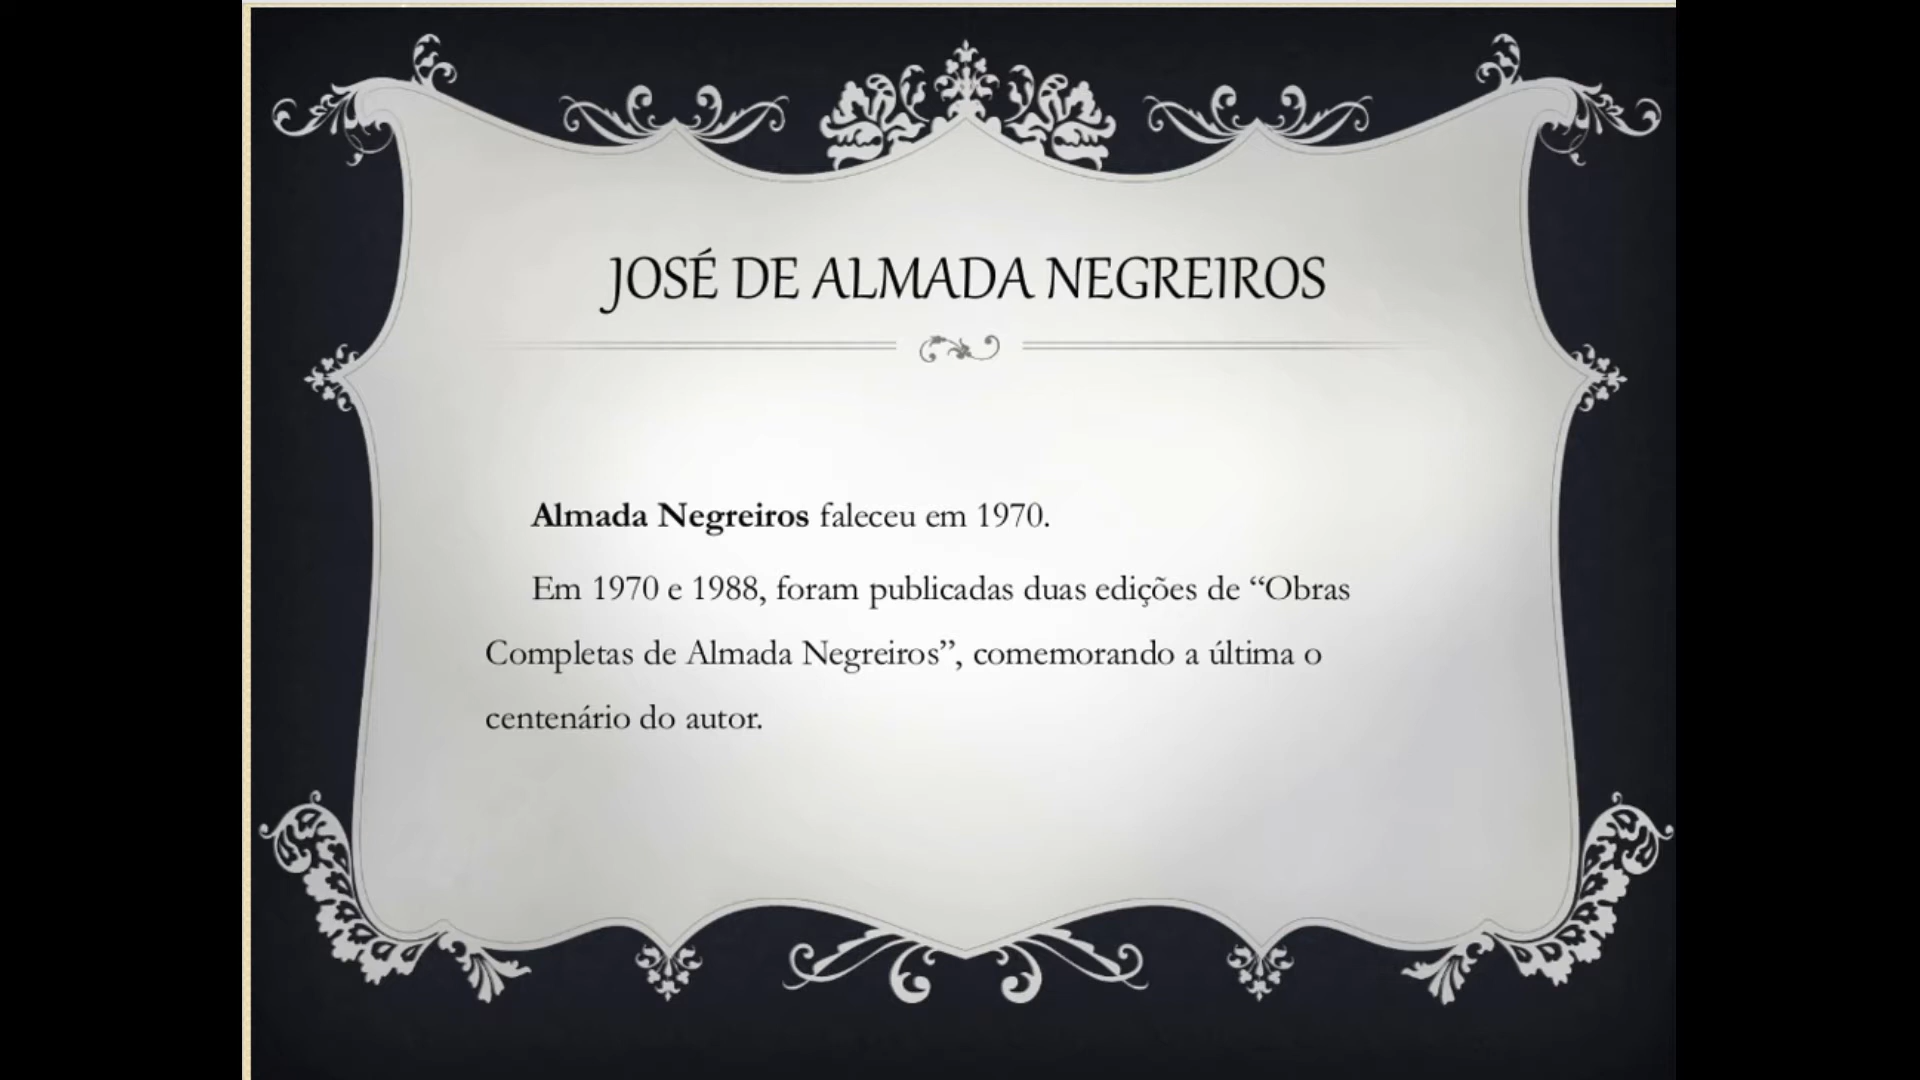 JOSÉ DE ALMADA NEGREIROS
Almada Negreiros faleceu em 1970.
Em 1970 e 1988, foram publicadas duas edições de “Obras
Completas de Almada Negreiros”, comemorando a última o
centenário do autor.